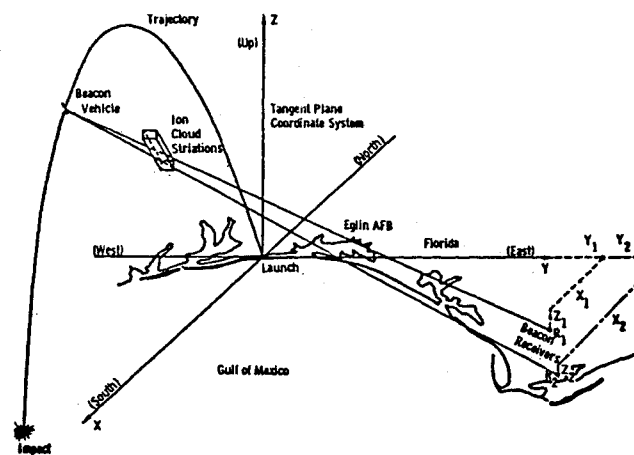 Trajectory
Z
(Up)
Beacon
Vehicle
Ion
Cloud
Striations
Tangent Plane
Coordinate System
(North)
Eglin AFB
(West)
Florida
(East)
Y1
Y2
Launch
Y
X1
X2
Z1
R1
Beacon
Receivers
R2
Z2
Gulf of Mexico
(South)
X
Impact